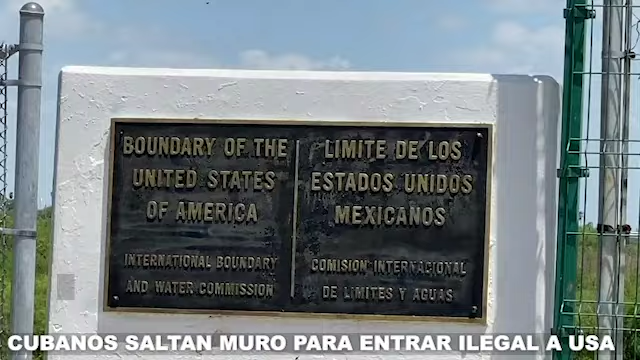 BOUNDARY OF THE
UNITED STATES
OF AMERICA
INTERNATIONAL BOUNDARY
AND WATER COMMISSION
LIMITE DE LOS
ESTADOS UNIDOS
MEXICANOS
COMISION INTERNACIONAL
DE LIMITES Y AGUAS
CUBANOS SALTAN MURO PARA ENTRAR ILEGAL A USA